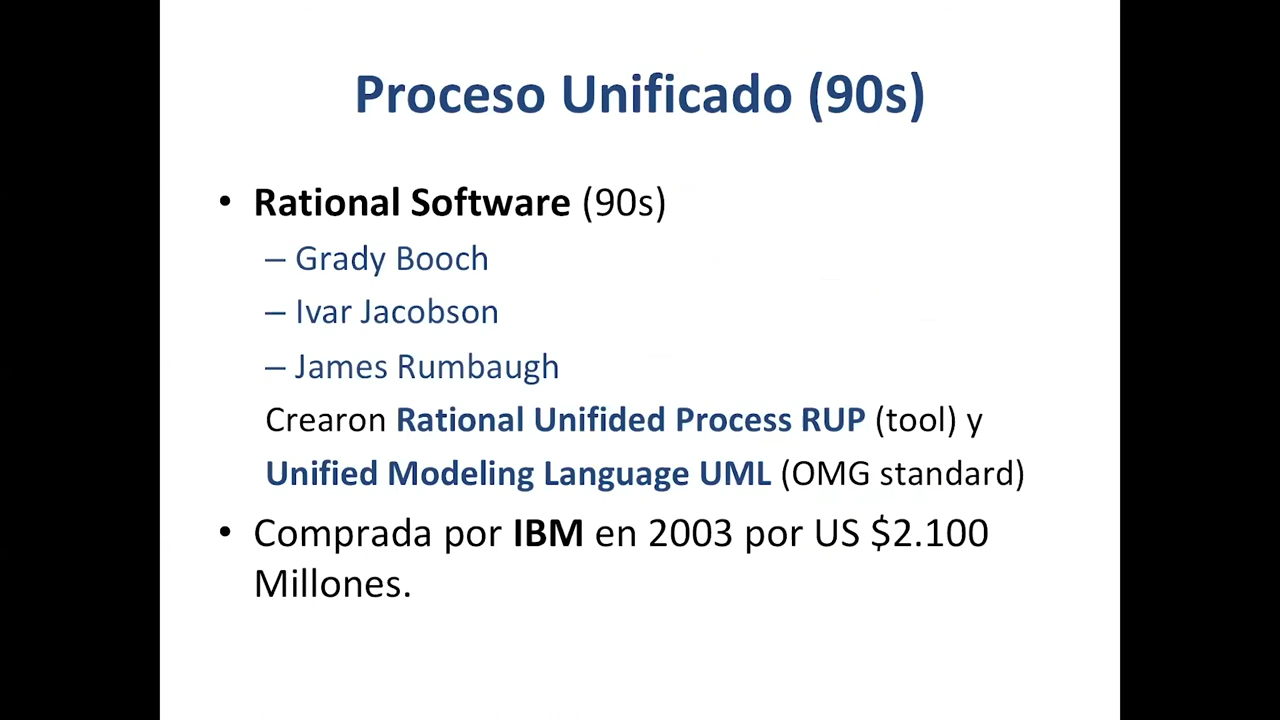 Proceso Unificado (90s)
• Rational Software (90s)
– Grady Booch
– Ivar Jacobson
– James Rumbaugh
Crearon Rational Unifided Process RUP (tool) y
Unified Modeling Language UML (OMG standard)
• Comprada por IBM en 2003 por US $2.100
Millones.